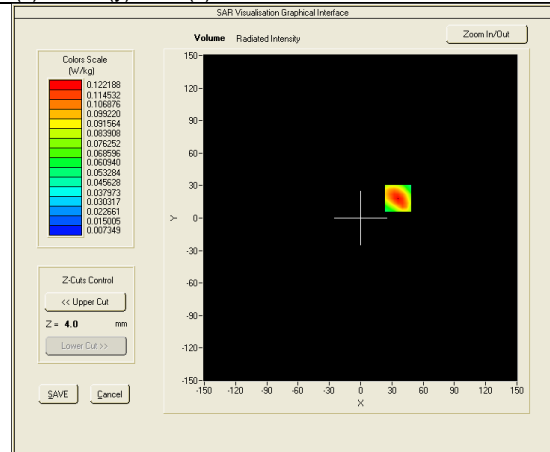 SAR Visualisation Graphical Interface
Volume Radiated Intensity
Zoom In/Out
Colors Scale
(W/kg)
0.122188
0.114532
0.106876
0.099220
0.091564
0.083908
0.076252
0.068596
0.060940
0.053284
0.045628
0.037973
0.030317
0.022661
0.015005
0.007349
150
120
90
60
30
0
-30
-60
-90
-120
-150
Y
-150 -120 -90 -60 -30 0 30 60 90 120 150
X
Z-Cuts Control
<< Upper Cut
Z = 4.0 mm
Lower Cut >>
SAVE
Cancel